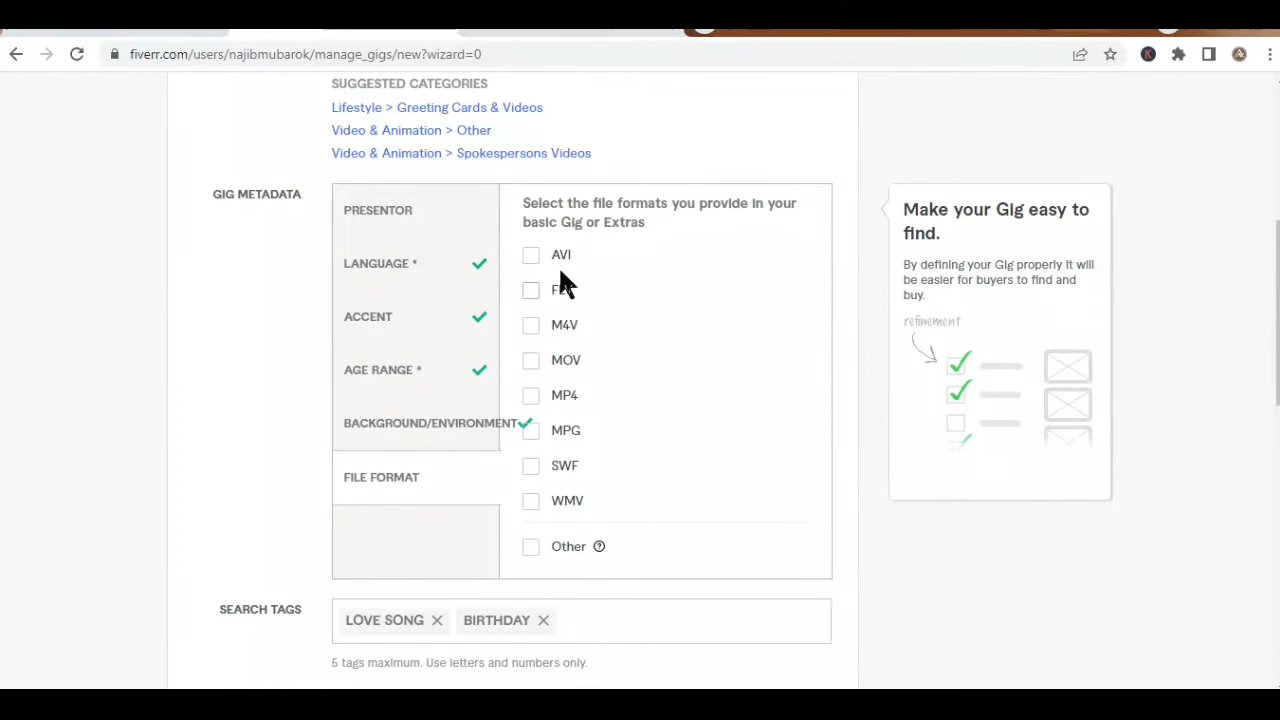 fiverr.com/users/najibmubarok/manage_gigs/new?wizard=0
SUGGESTED CATEGORIES
Lifestyle > Greeting Cards & Videos
Video & Animation > Other
Video & Animation > Spokespersons Videos
GIG METADATA
PRESENTOR
LANGUAGE *
ACCENT
AGE RANGE *
BACKGROUND/ENVIRONMENT
FILE FORMAT
Select the file formats you provide in your
basic Gig or Extras
AVI
M4V
MOV
MP4
MPG
SWF
WMV
Other
Make your Gig easy to
find.
By defining your Gig properly it will
be easier for buyers to find and
buy.
refinement
SEARCH TAGS
LOVE SONG
BIRTHDAY
5 tags maximum. Use letters and numbers only.